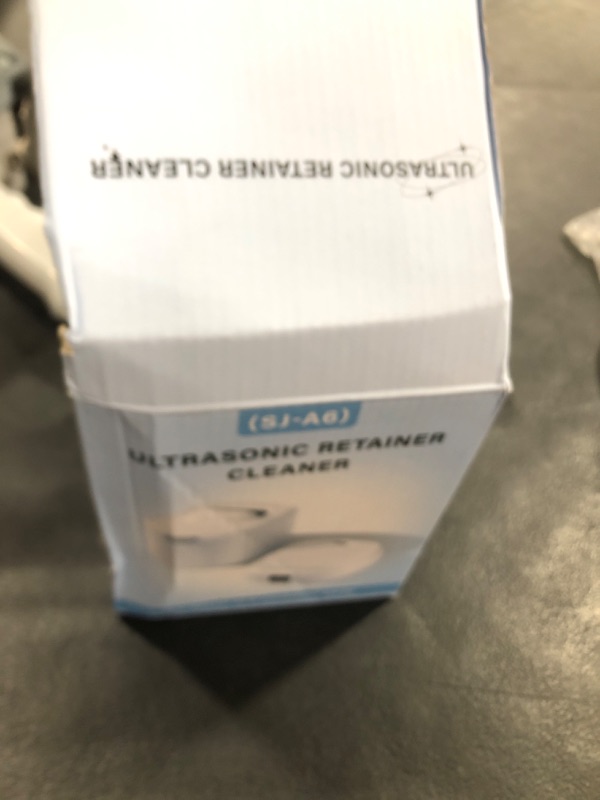 ULTRASONIC RETAINER CLEANER
(SJ-A6)
ULTRASONIC RETAINER
CLEANER